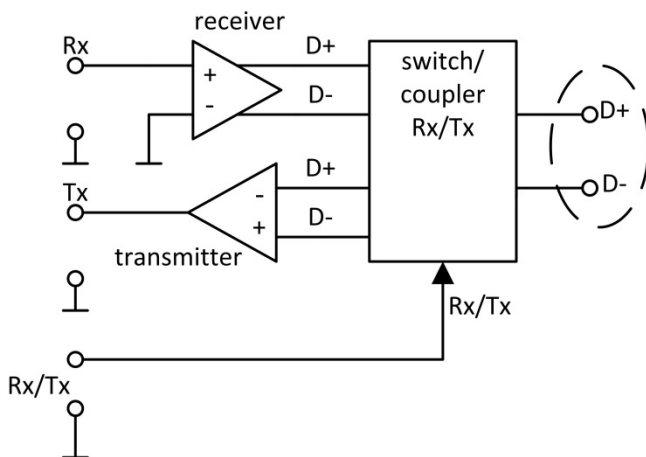 receiver
Rx
D+
+
-
D-
switch/
coupler
Rx/Tx
D+
D-
Tx
D+
-
D-
+
transmitter
Rx/Tx
Rx/Tx